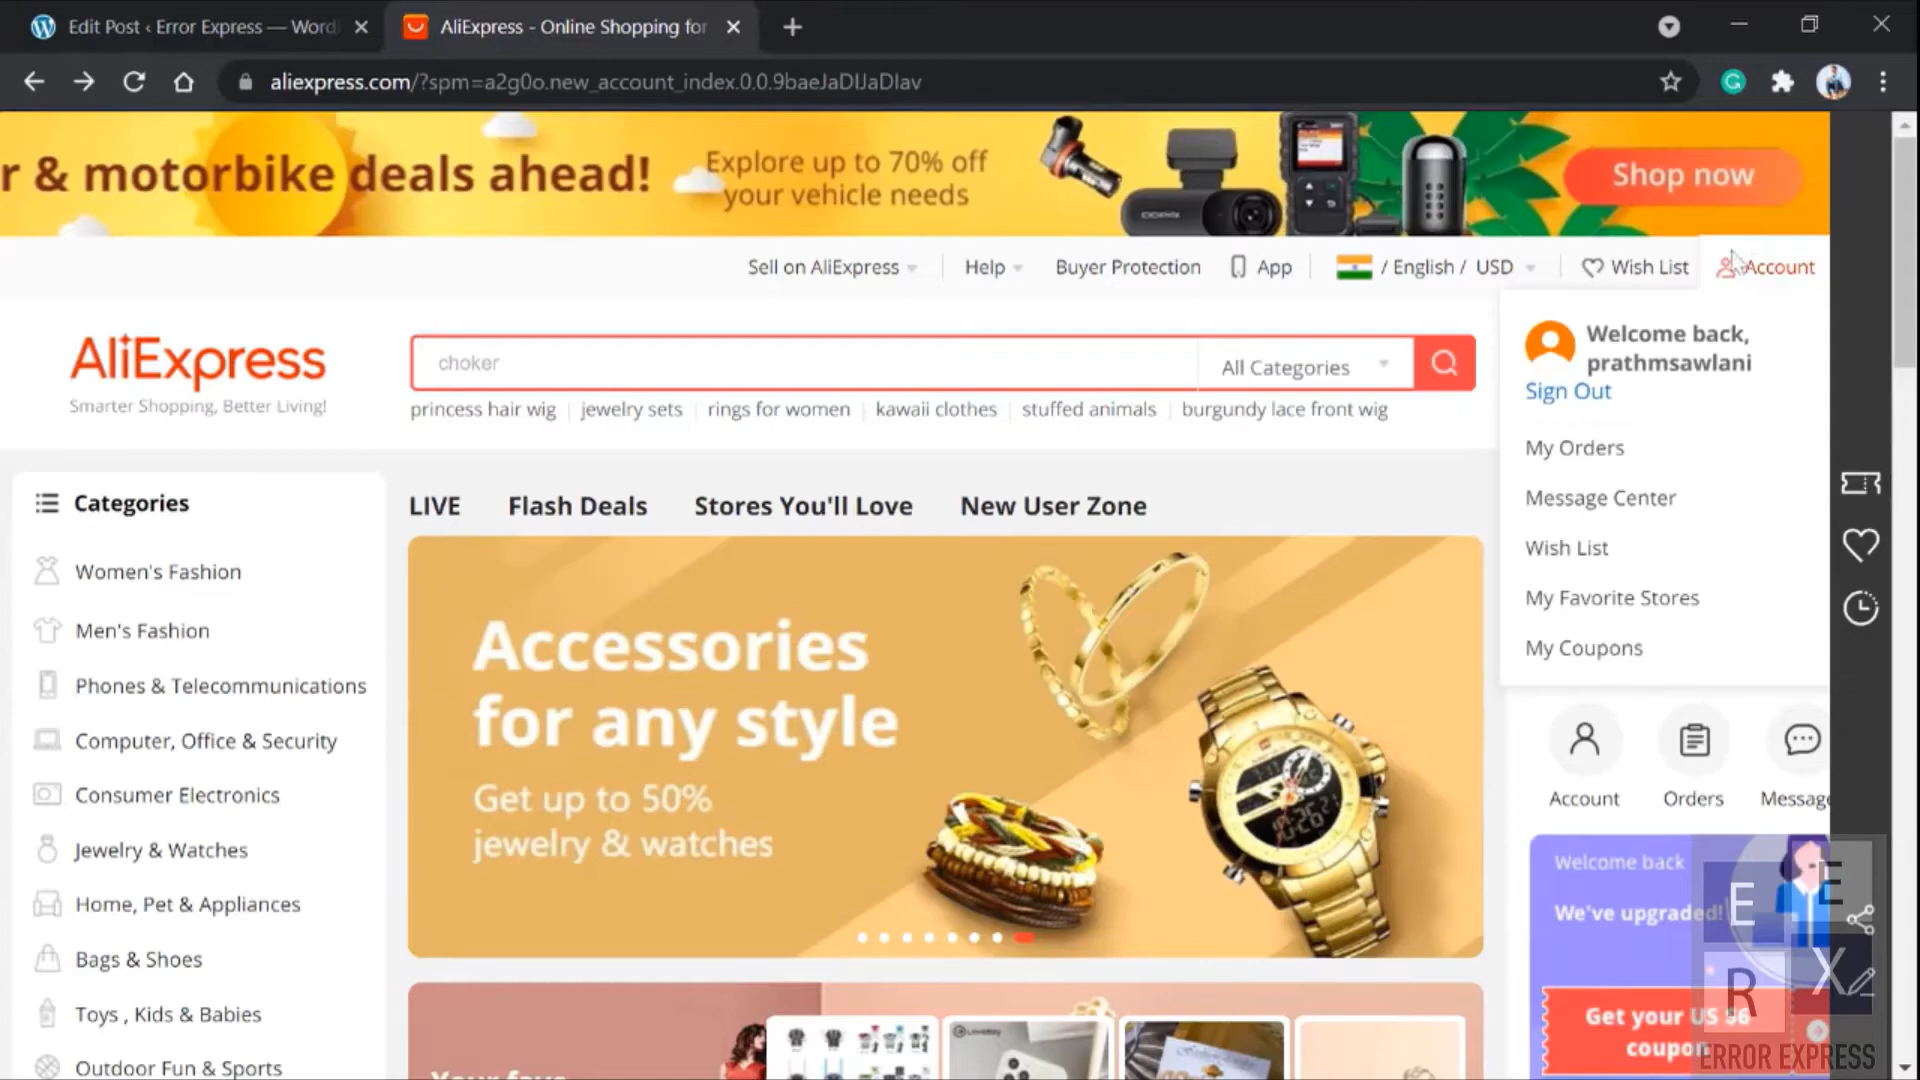 Edit Post ‹ Error Express — Word
AliExpress - Online Shopping for
aliexpress.com/?spm=a2g0o.new_account_index.0.0.9baeJaDIJaDIav
r & motorbike deals ahead!
Explore up to 70% off
your vehicle needs
Shop now
Sell on AliExpress
Help
Buyer Protection
App
/ English / USD
Wish List
Account
AliExpress
Smarter Shopping, Better Living!
choker
All Categories
princess hair wig
jewelry sets
rings for women
kawaii clothes
stuffed animals
burgundy lace front wig
Welcome back,
prathmsawlani
Sign Out
My Orders
Message Center
Wish List
My Favorite Stores
My Coupons
Categories
Women's Fashion
Men's Fashion
Phones & Telecommunications
Computer, Office & Security
Consumer Electronics
Jewelry & Watches
Home, Pet & Appliances
Bags & Shoes
Toys , Kids & Babies
Outdoor Fun & Sports
LIVE
Flash Deals
Stores You'll Love
New User Zone
Accessories
for any style
Get up to 50%
jewelry & watches
Account
Orders
Message
Welcome back
We've upgraded!
Get your US $6
coupon
E
E
R
X
ERROR EXPRESS
Your fave